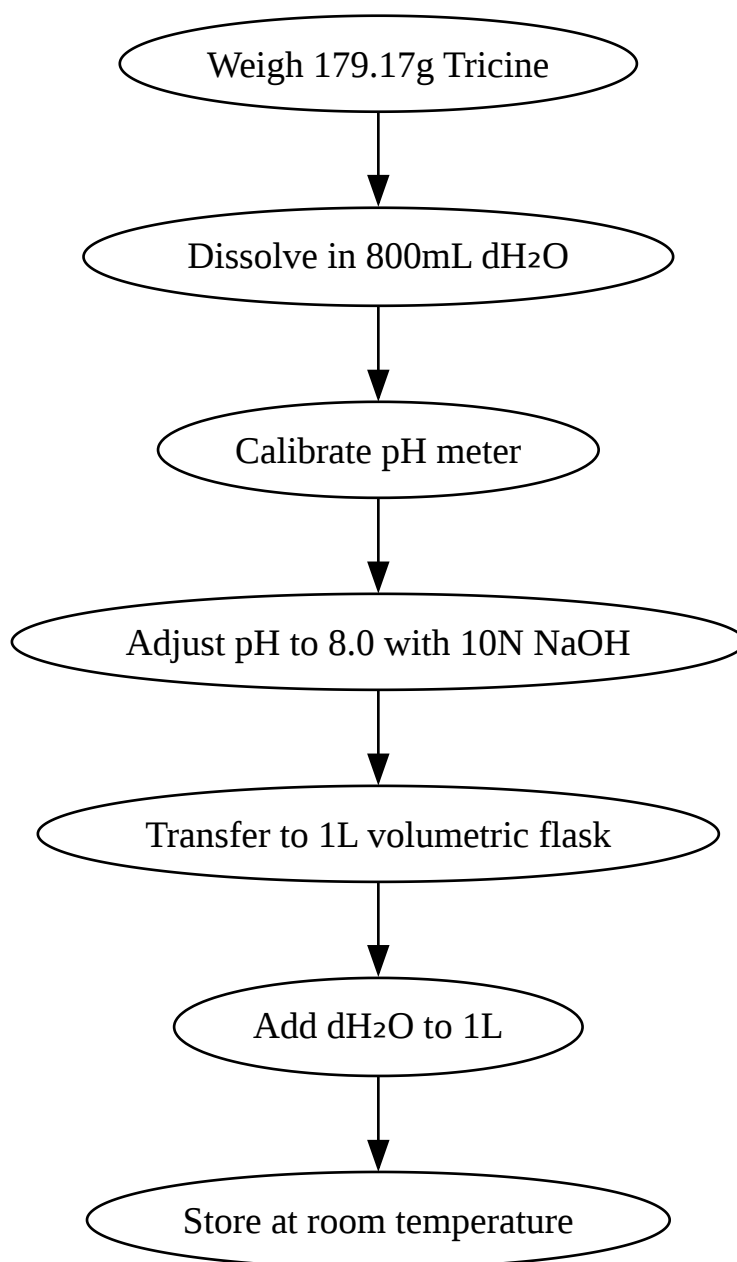 Weigh 179.17g Tricine
Dissolve in 800mL dH₂O
Calibrate pH meter
Adjust pH to 8.0 with 10N NaOH
Transfer to 1L volumetric flask
Add dH₂O to 1L
Store at room temperature